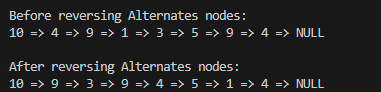 Before reversing Alternates nodes:
10 => 4 => 9 => 1 => 3 => 5 => 9 => 4 => NULL
After reversing Alternates nodes:
10 => 9 => 3 => 9 => 4 => 5 => 1 => 4 => NULL